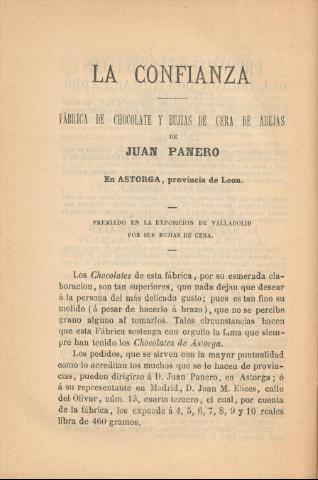 LA CONFIANZA
FÁBRICA DE CHOCOLATE Y BUJIAS DE CERA DE ABEJAS
DE
JUAN PANERO
En ASTORGA, provincia de Leon.
PREMIADO EN LA EXPOSICION DE VALLADOLID
POR SUS BUJIAS DE CERA.
Los Chocolates de esta fábrica, por su esmerada ela-
boracion, son tan superiores, que nada dejan que desear
á la persona del más delicado gusto; pues es tan fino su
molido (á pesar de hacerlo á brazo), que no se percibe
grano alguno al tomarlos. Tales circunstancias hacen
que esta Fábrica sostenga con orgullo la fama que siem-
pre han tenido los Chocolates de Astorga.
Los pedidos, que se sirven con la mayor puntualidad
como lo acreditan los muchos que se le hacen de provin-
cias, pueden dirigirse á D. Juan Panero, en Astorga; ó
á su representante en Madrid, D. Juan M. Elices, calle
del Olivar, núm. 13, cuarto tercero, el cual, por cuenta
de la fábrica, los expende á 4, 5, 6, 7, 8, 9 y 10 reales
libra de 460 gramos.